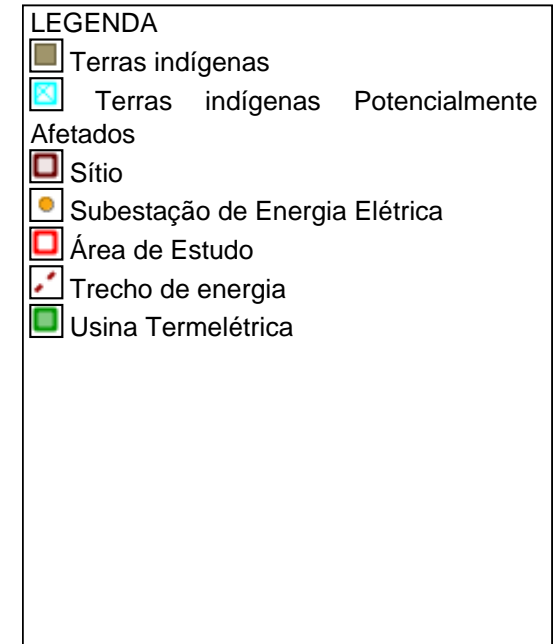 LEGENDA
Terras indígenas
Terras indígenas Potencialmente
Afetados
Sítio
Subestação de Energia Elétrica
Área de Estudo
Trecho de energia
Usina Termelétrica